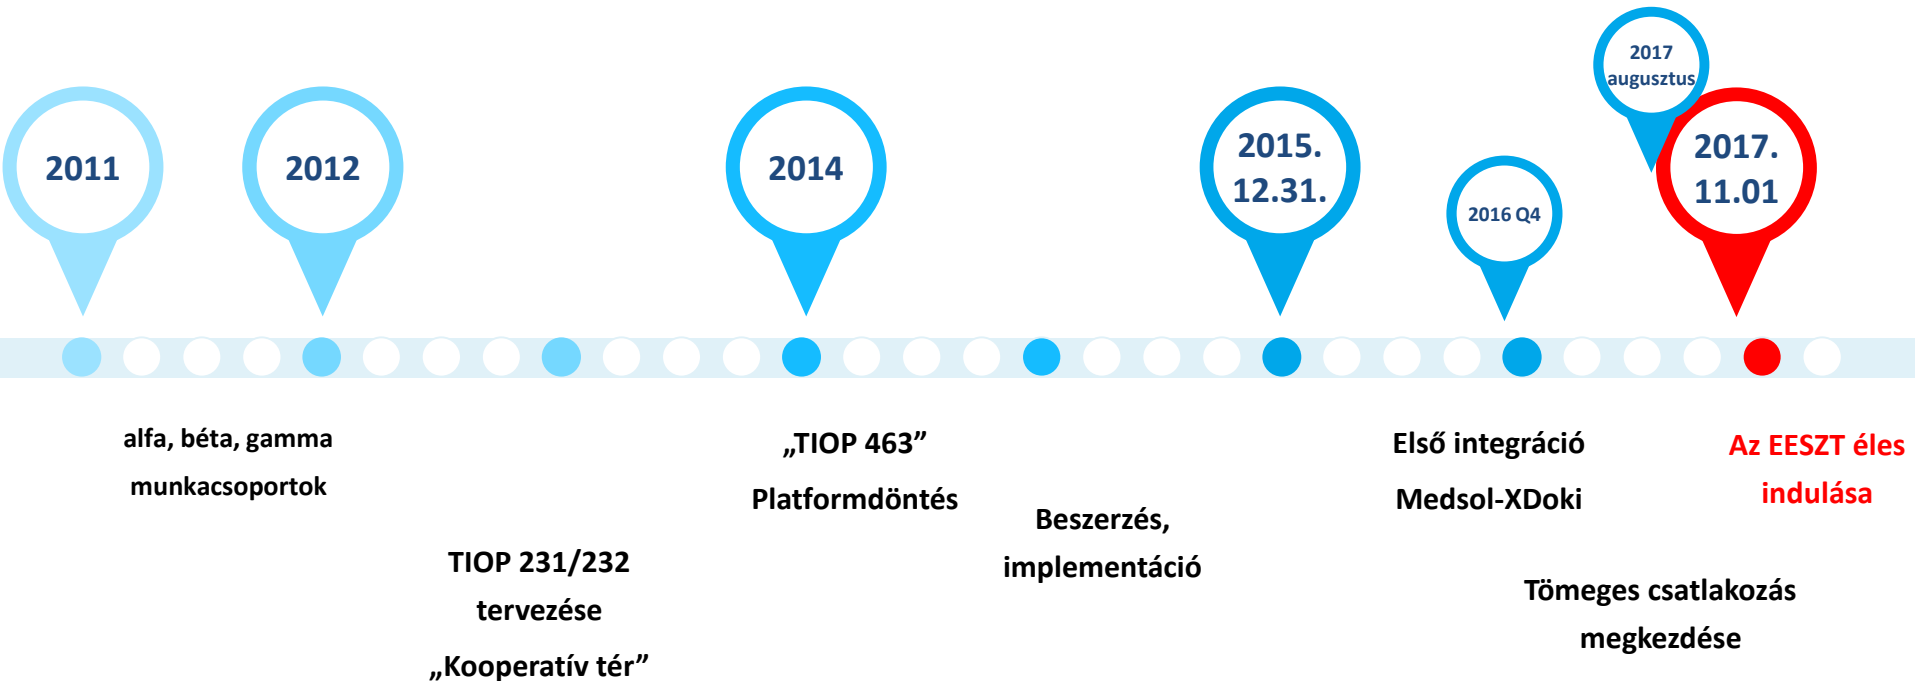 2011
2012
2014
2015.
12.31.
2016 Q4
2017
augusztus
2017.
11.01
alfa, béta, gamma
munkacsoportok
TIOP 231/232
tervezése
„Kooperatív tér”
„TIOP 463”
Platformdöntés
Beszerzés,
implementáció
Első integráció
Medsol-XDoki
Tömeges csatlakozás
megkezdése
Az EESZT éles
indulása